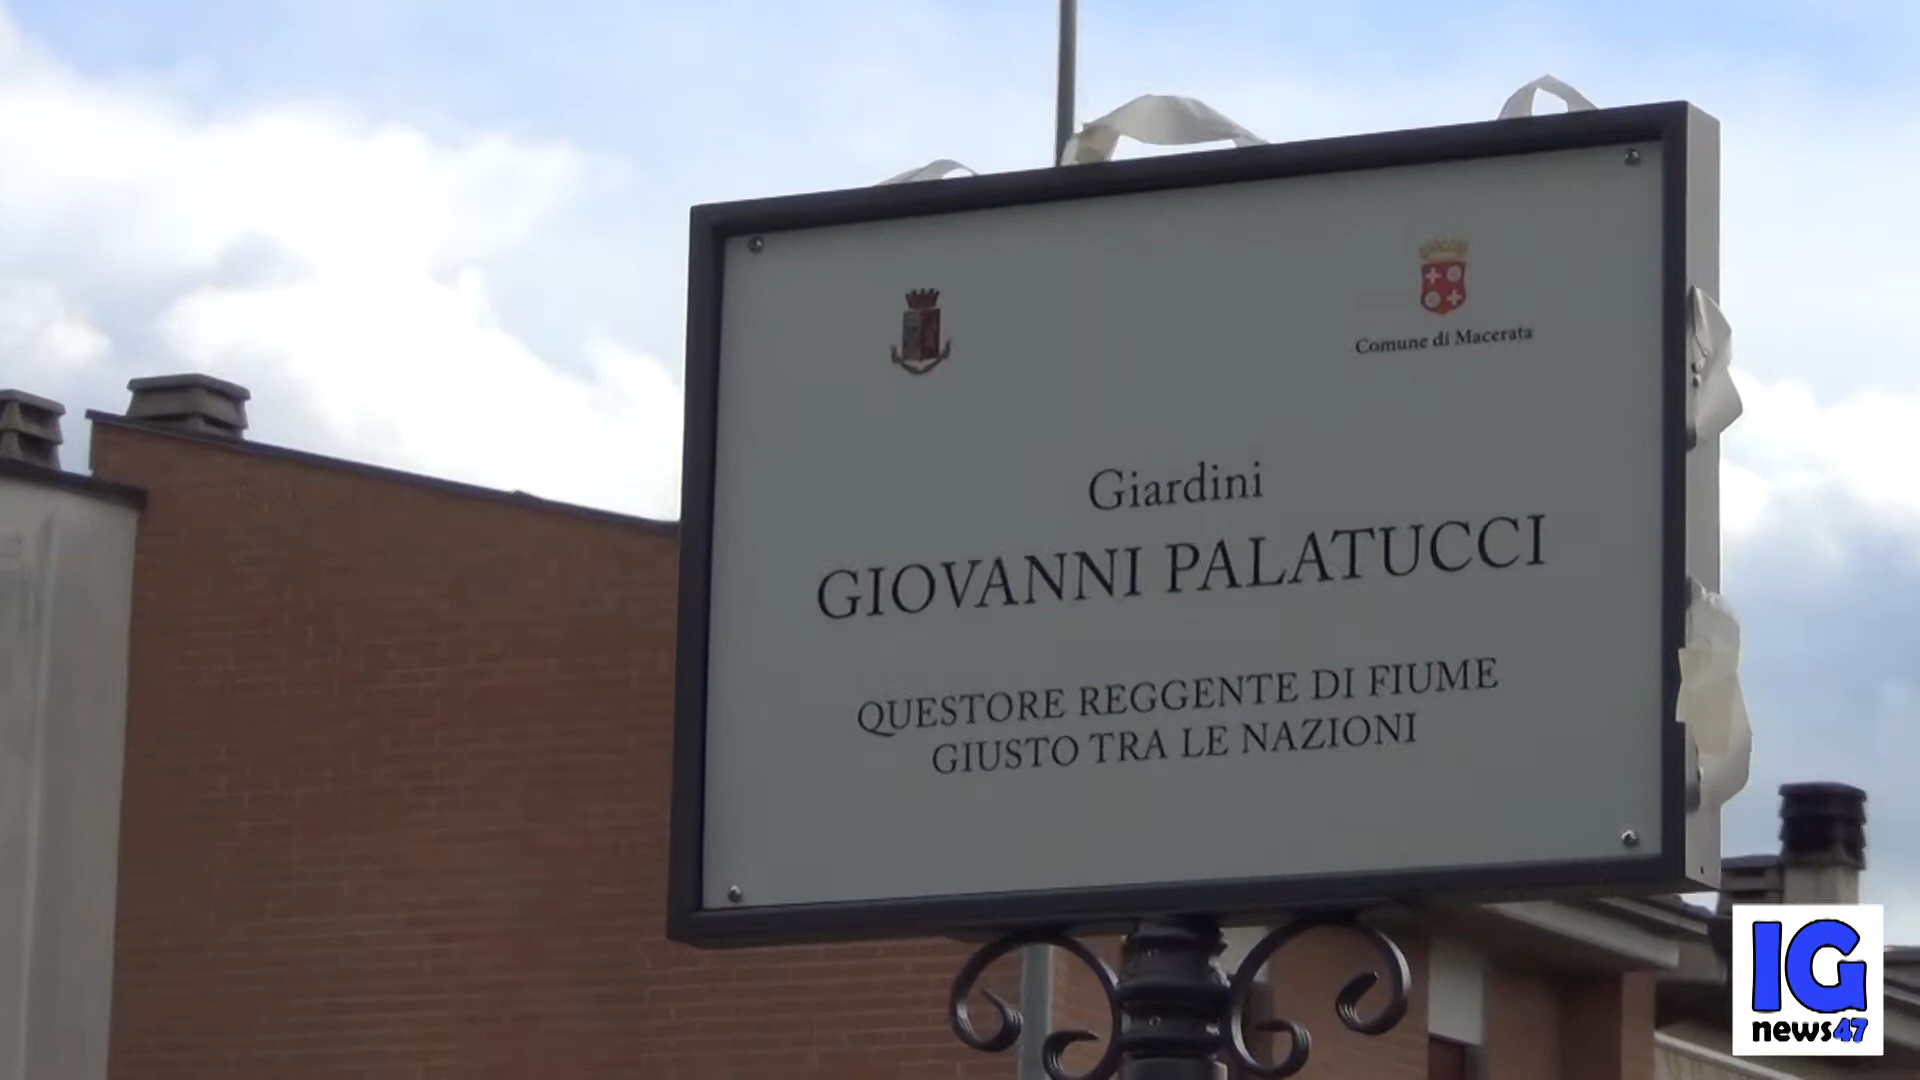 Comune di Macerata
Giardini
GIOVANNI PALATUCCI
QUESTORE REGGENTE DI FIUME
GIUSTO TRA LE NAZIONI
IG
news47